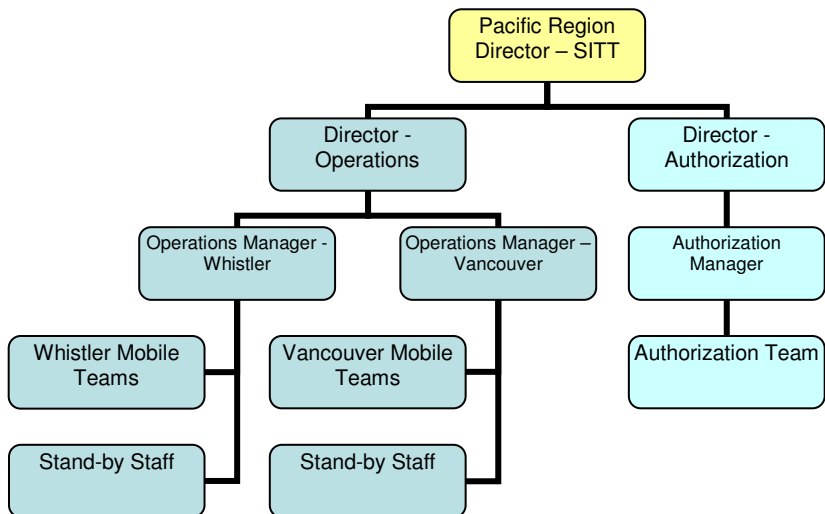 Pacific Region
Director – SITT
Director -
Operations
Director -
Authorization
Operations Manager -
Whistler
Operations Manager –
Vancouver
Authorization
Manager
Whistler Mobile
Teams
Vancouver Mobile
Teams
Authorization Team
Stand-by Staff
Stand-by Staff